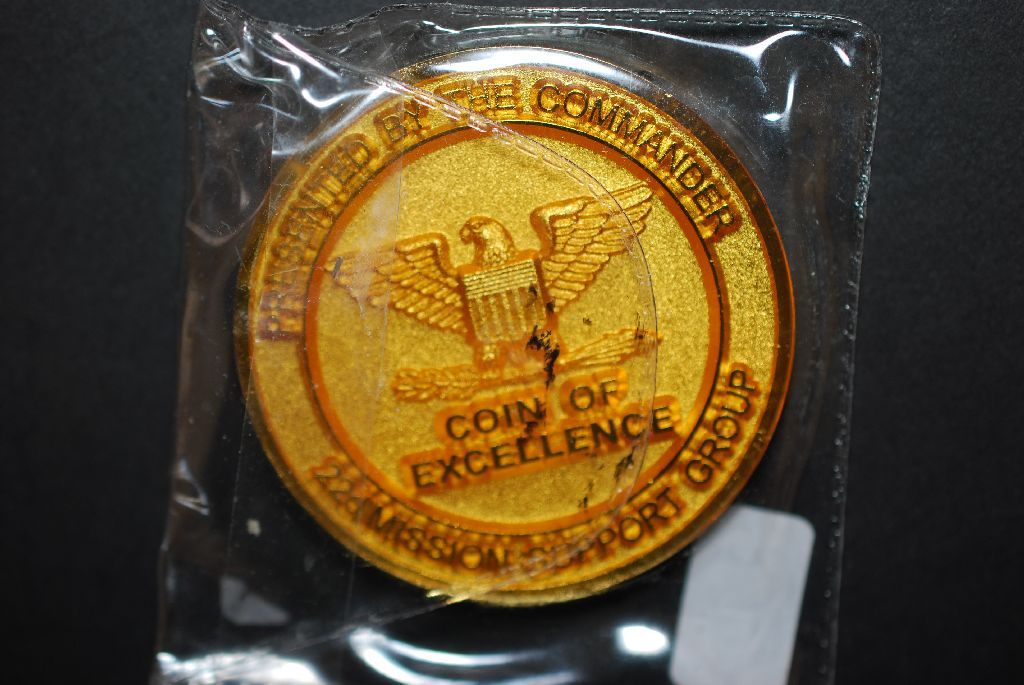 PRESENTED BY THE COMMANDER
COIN OF
EXCELLENCE
MISSION SUPPORT GROUP